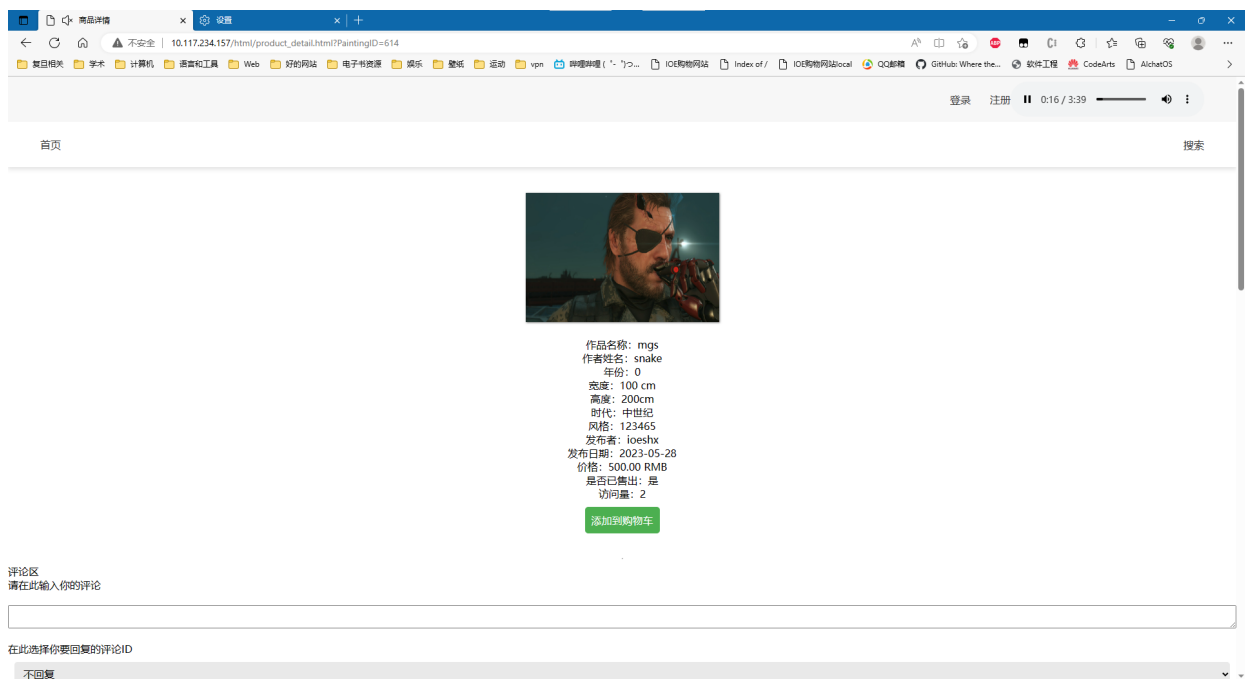 商品详情
设置
不安全
10.117.234.157/html/product_detail.html?PaintingID=614
复旦相关
学术
计算机
语言和工具
Web
好的网站
电子书资源
娱乐
壁纸
运动
vpn
哔哩哔哩 ( ゜- ゜)つ...
IOE购物网站
Index of /
IOE购物网站local
QQ邮箱
GitHub: Where the...
软件工程
CodeArts
AIchatOS
登录
注册
0:16 / 3:39
首页
搜索
作品名称：mgs
作者姓名：snake
年份：0
宽度：100 cm
高度：200cm
时代：中世纪
风格：123465
发布者：ioeshx
发布日期：2023-05-28
价格：500.00 RMB
是否已售出：是
访问量：2
添加到购物车
评论区
请在此输入你的评论
在此选择你要回复的评论ID
不回复